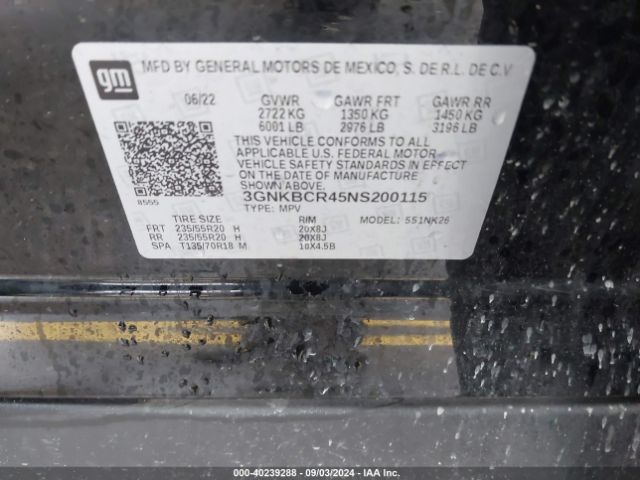 gm
MFD BY GENERAL MOTORS DE MEXICO, S. DE R.L. DE C.V
06/22 GVWR GAWR FRT GAWR RR
2722 KG 1350 KG 1450 KG
6001 LB 2976 LB 3196 LB
THIS VEHICLE CONFORMS TO ALL
APPLICABLE U.S. FEDERAL MOTOR
VEHICLE SAFETY STANDARDS IN EFFECT
ON THE DATE OF MANUFACTURE
SHOWN ABOVE.
8555 3GNKBCR45NS200115
TYPE: MPV MODEL: 551NK26
TIRE SIZE RIM
FRT 235/55R20 H 20X8J
RR 235/55R20 H 20X8J
SPA T135/70R18 M 18X4.5B
000-40239288 - 09/03/2024 - IAA Inc.